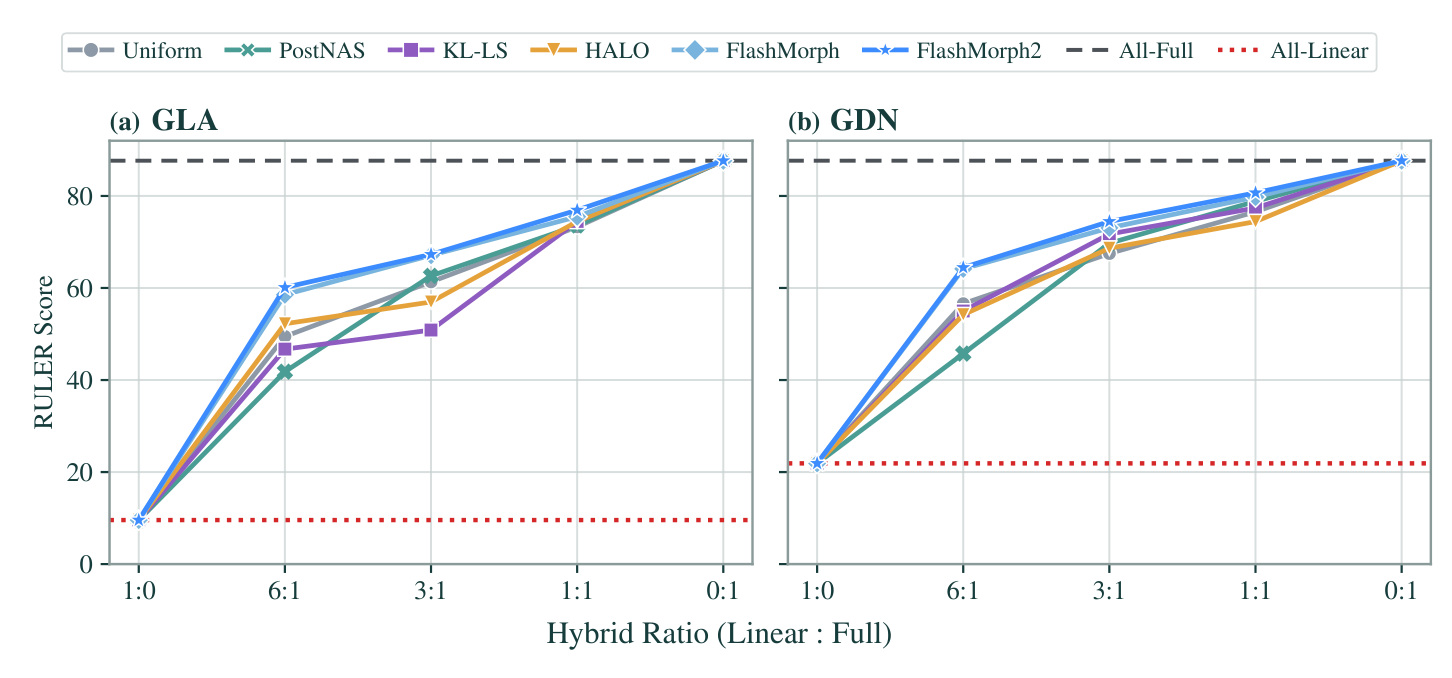 Uniform PostNAS KL-LS HALO FlashMorph FlashMorph2 All-Full All-Linear
(a) GLA
(b) GDN
RULER Score
80
60
40
20
0
1:0 6:1 3:1 1:1 0:1
1:0 6:1 3:1 1:1 0:1
Hybrid Ratio (Linear : Full)